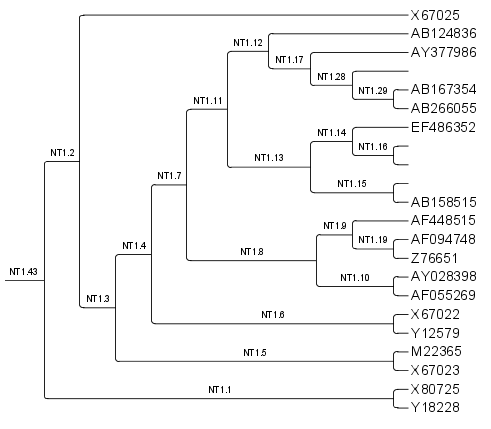 X67025
AB124836
NT1.12
AY377986
NT1.17
NT1.28
AB167354
NT1.29
NT1.11
AB266055
EF486352
NT1.14
NT1.16
NT1.2
NT1.13
NT1.7
NT1.15
AB158515
AF448515
NT1.9
AF094748
NT1.19
NT1.4
NT1.8
Z76651
NT1.43
AY028398
NT1.10
AF055269
NT1.3
X67022
NT1.6
Y12579
M22365
NT1.5
X67023
X80725
NT1.1
Y18228